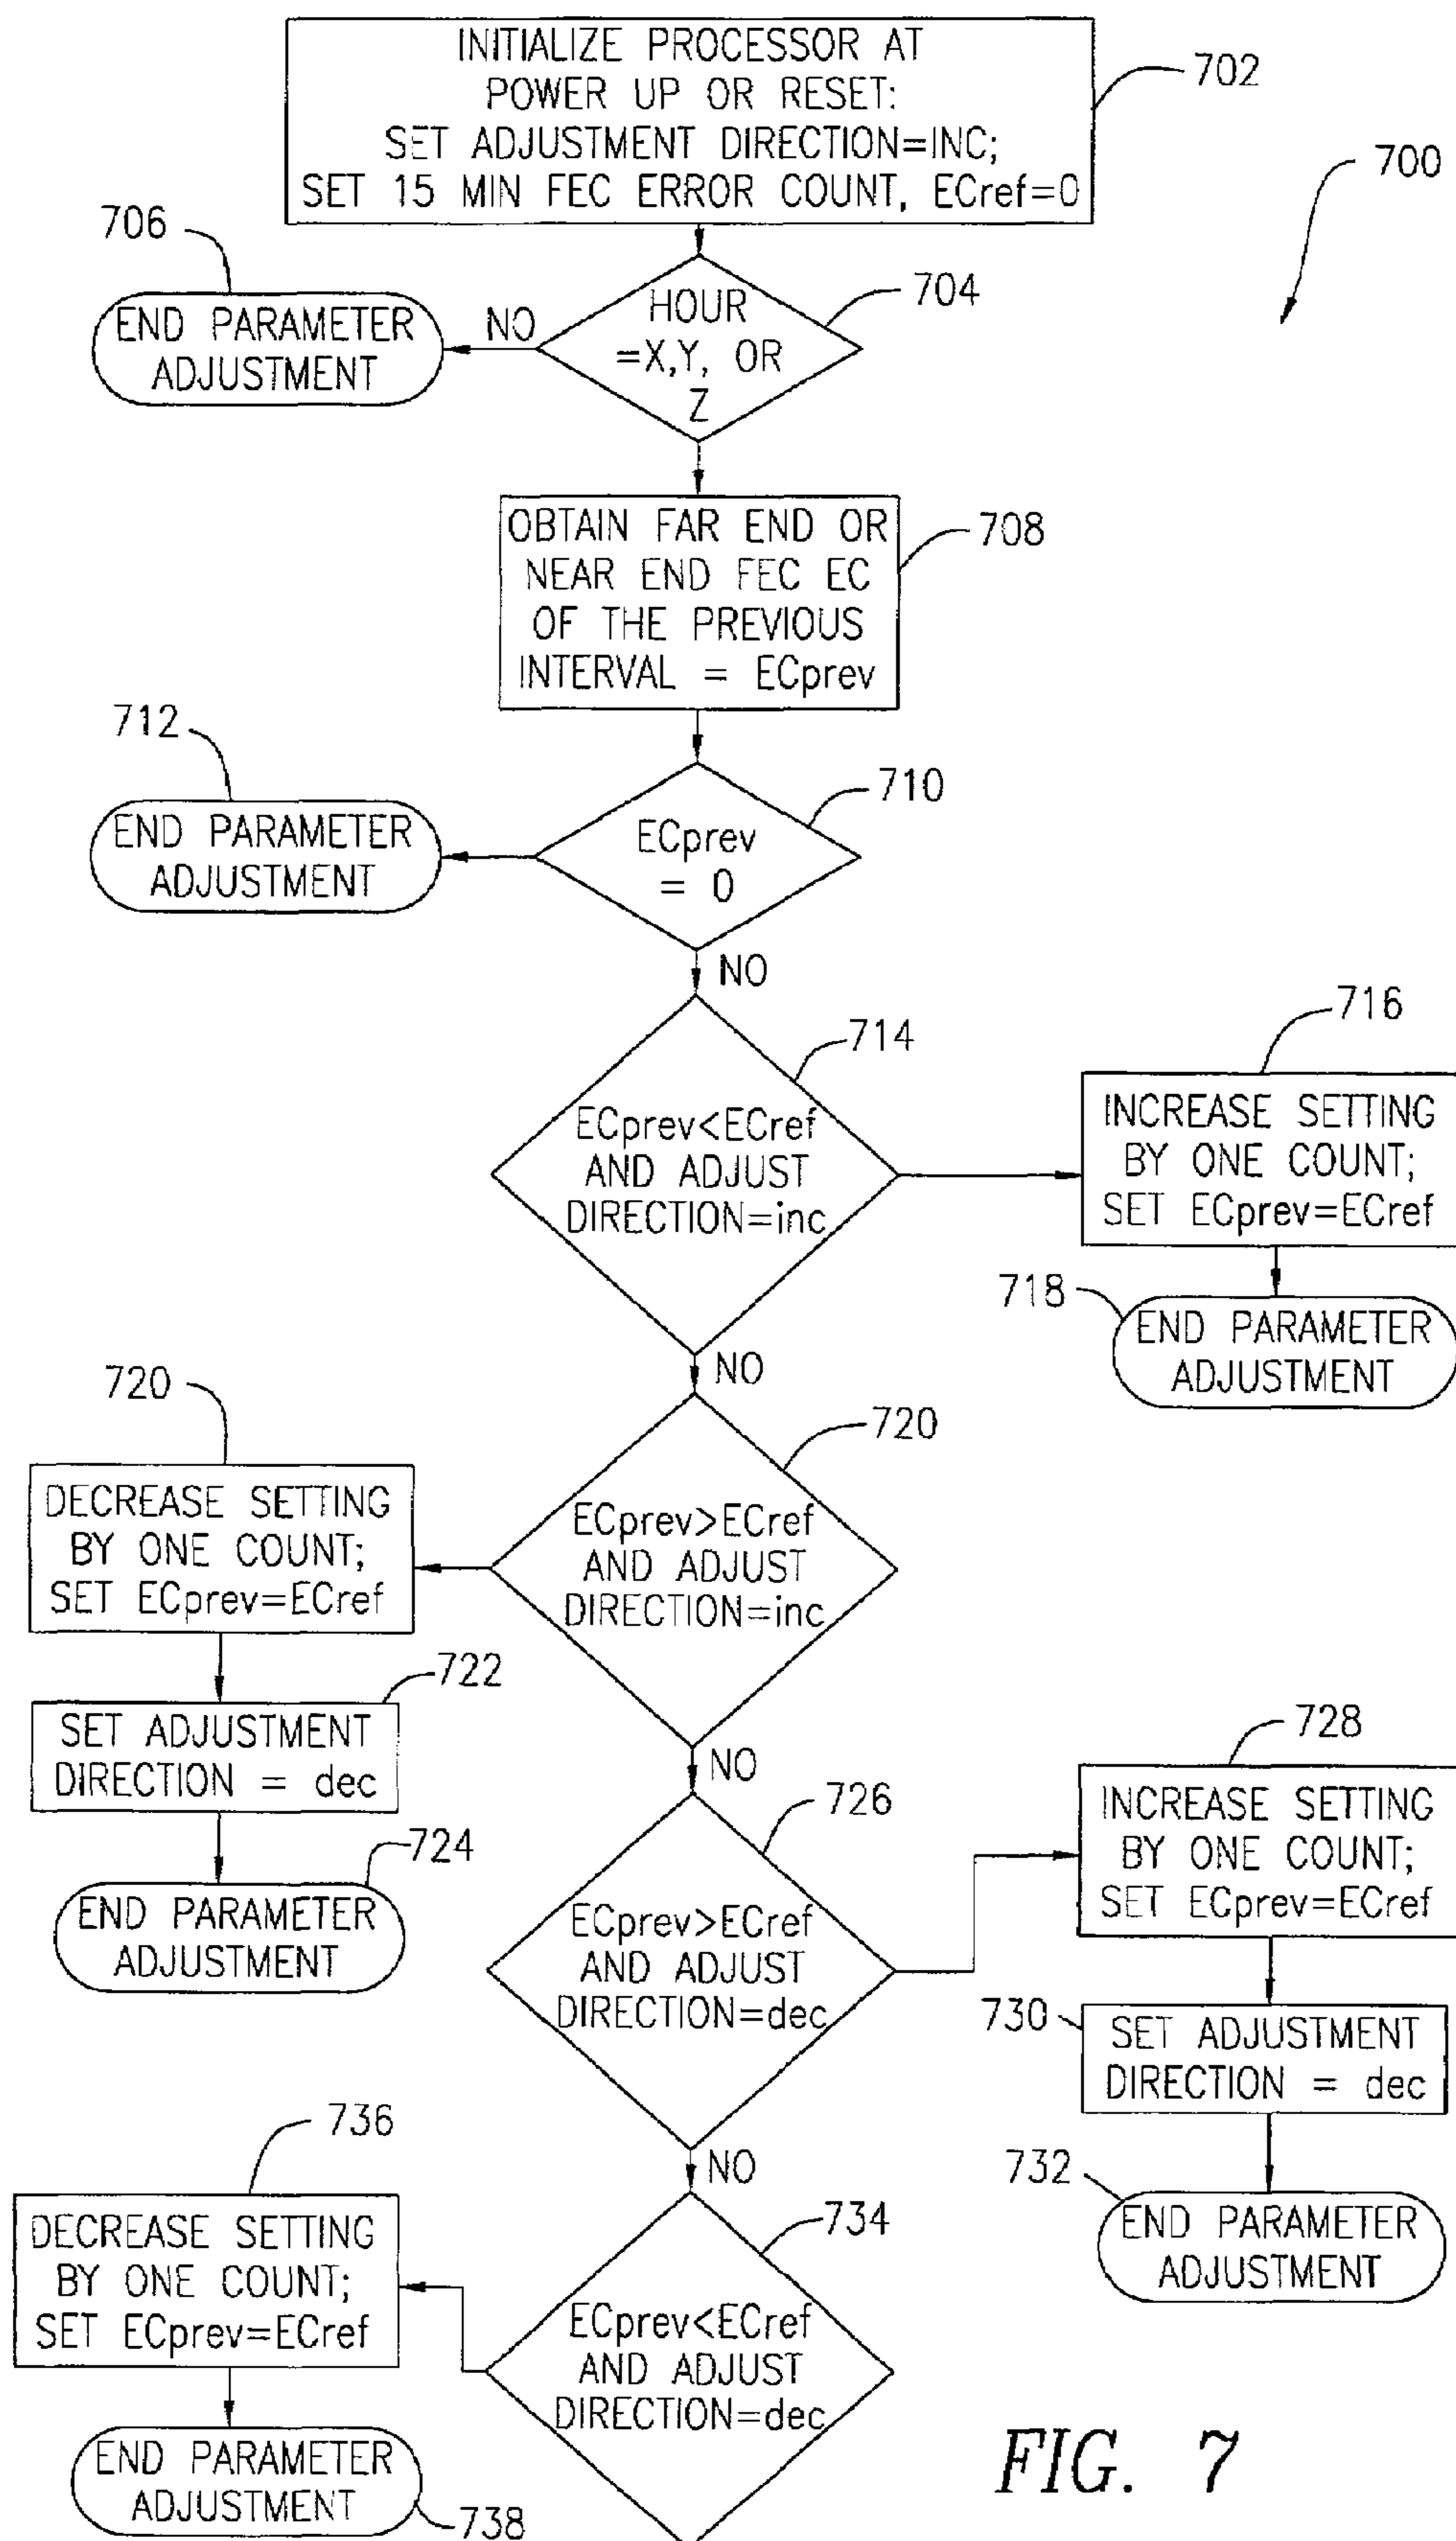 INITIALIZE PROCESSOR AT
POWER UP OR RESET:
SET ADJUSTMENT DIRECTION=INC;
SET 15 MIN FEC ERROR COUNT, ECref=0
702
700
706
END PARAMETER
ADJUSTMENT
NO
HOUR
=X,Y, OR
Z
704
OBTAIN FAR END OR
NEAR END FEC EC
OF THE PREVIOUS
INTERVAL = ECprev
708
712
END PARAMETER
ADJUSTMENT
ECprev
= 0
710
NO
ECprev<ECref
AND ADJUST
DIRECTION=inc
714
716
INCREASE SETTING
BY ONE COUNT;
SET ECprev=ECref
718
END PARAMETER
ADJUSTMENT
NO
720
DECREASE SETTING
BY ONE COUNT;
SET ECprev=ECref
720
ECprev>ECref
AND ADJUST
DIRECTION=inc
722
SET ADJUSTMENT
DIRECTION = dec
724
END PARAMETER
ADJUSTMENT
NO
726
ECprev>ECref
AND ADJUST
DIRECTION=dec
728
INCREASE SETTING
BY ONE COUNT;
SET ECprev=ECref
730
SET ADJUSTMENT
DIRECTION = dec
732
END PARAMETER
ADJUSTMENT
NO
736
DECREASE SETTING
BY ONE COUNT;
SET ECprev=ECref
734
ECprev<ECref
AND ADJUST
DIRECTION=dec
END PARAMETER
ADJUSTMENT
738
FIG. 7